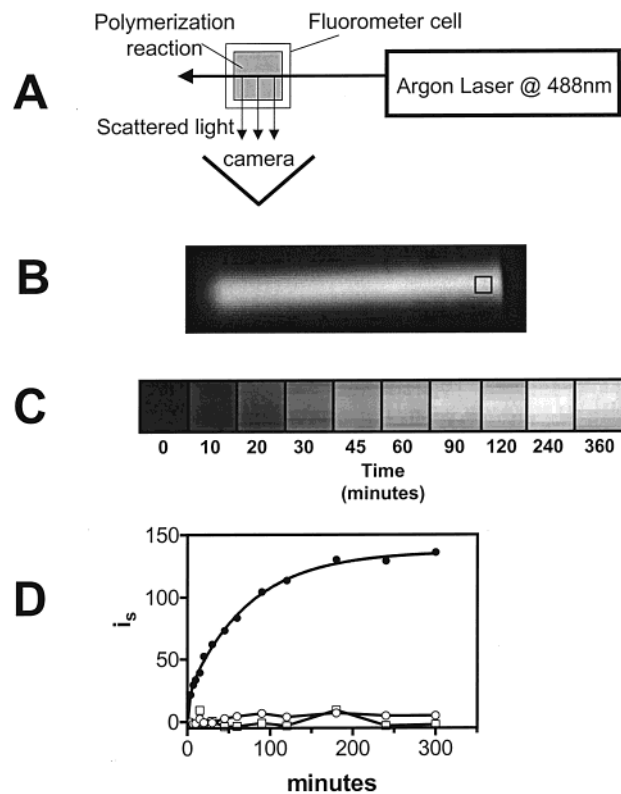 Polymerization
reaction
Fluorometer cell
A
Argon Laser @ 488nm
Scattered light
camera
B
C
0 10 20 30 45 60 90 120 240 360
Time
(minutes)
D
150
100
50
0
i_s
0 100 200 300
minutes